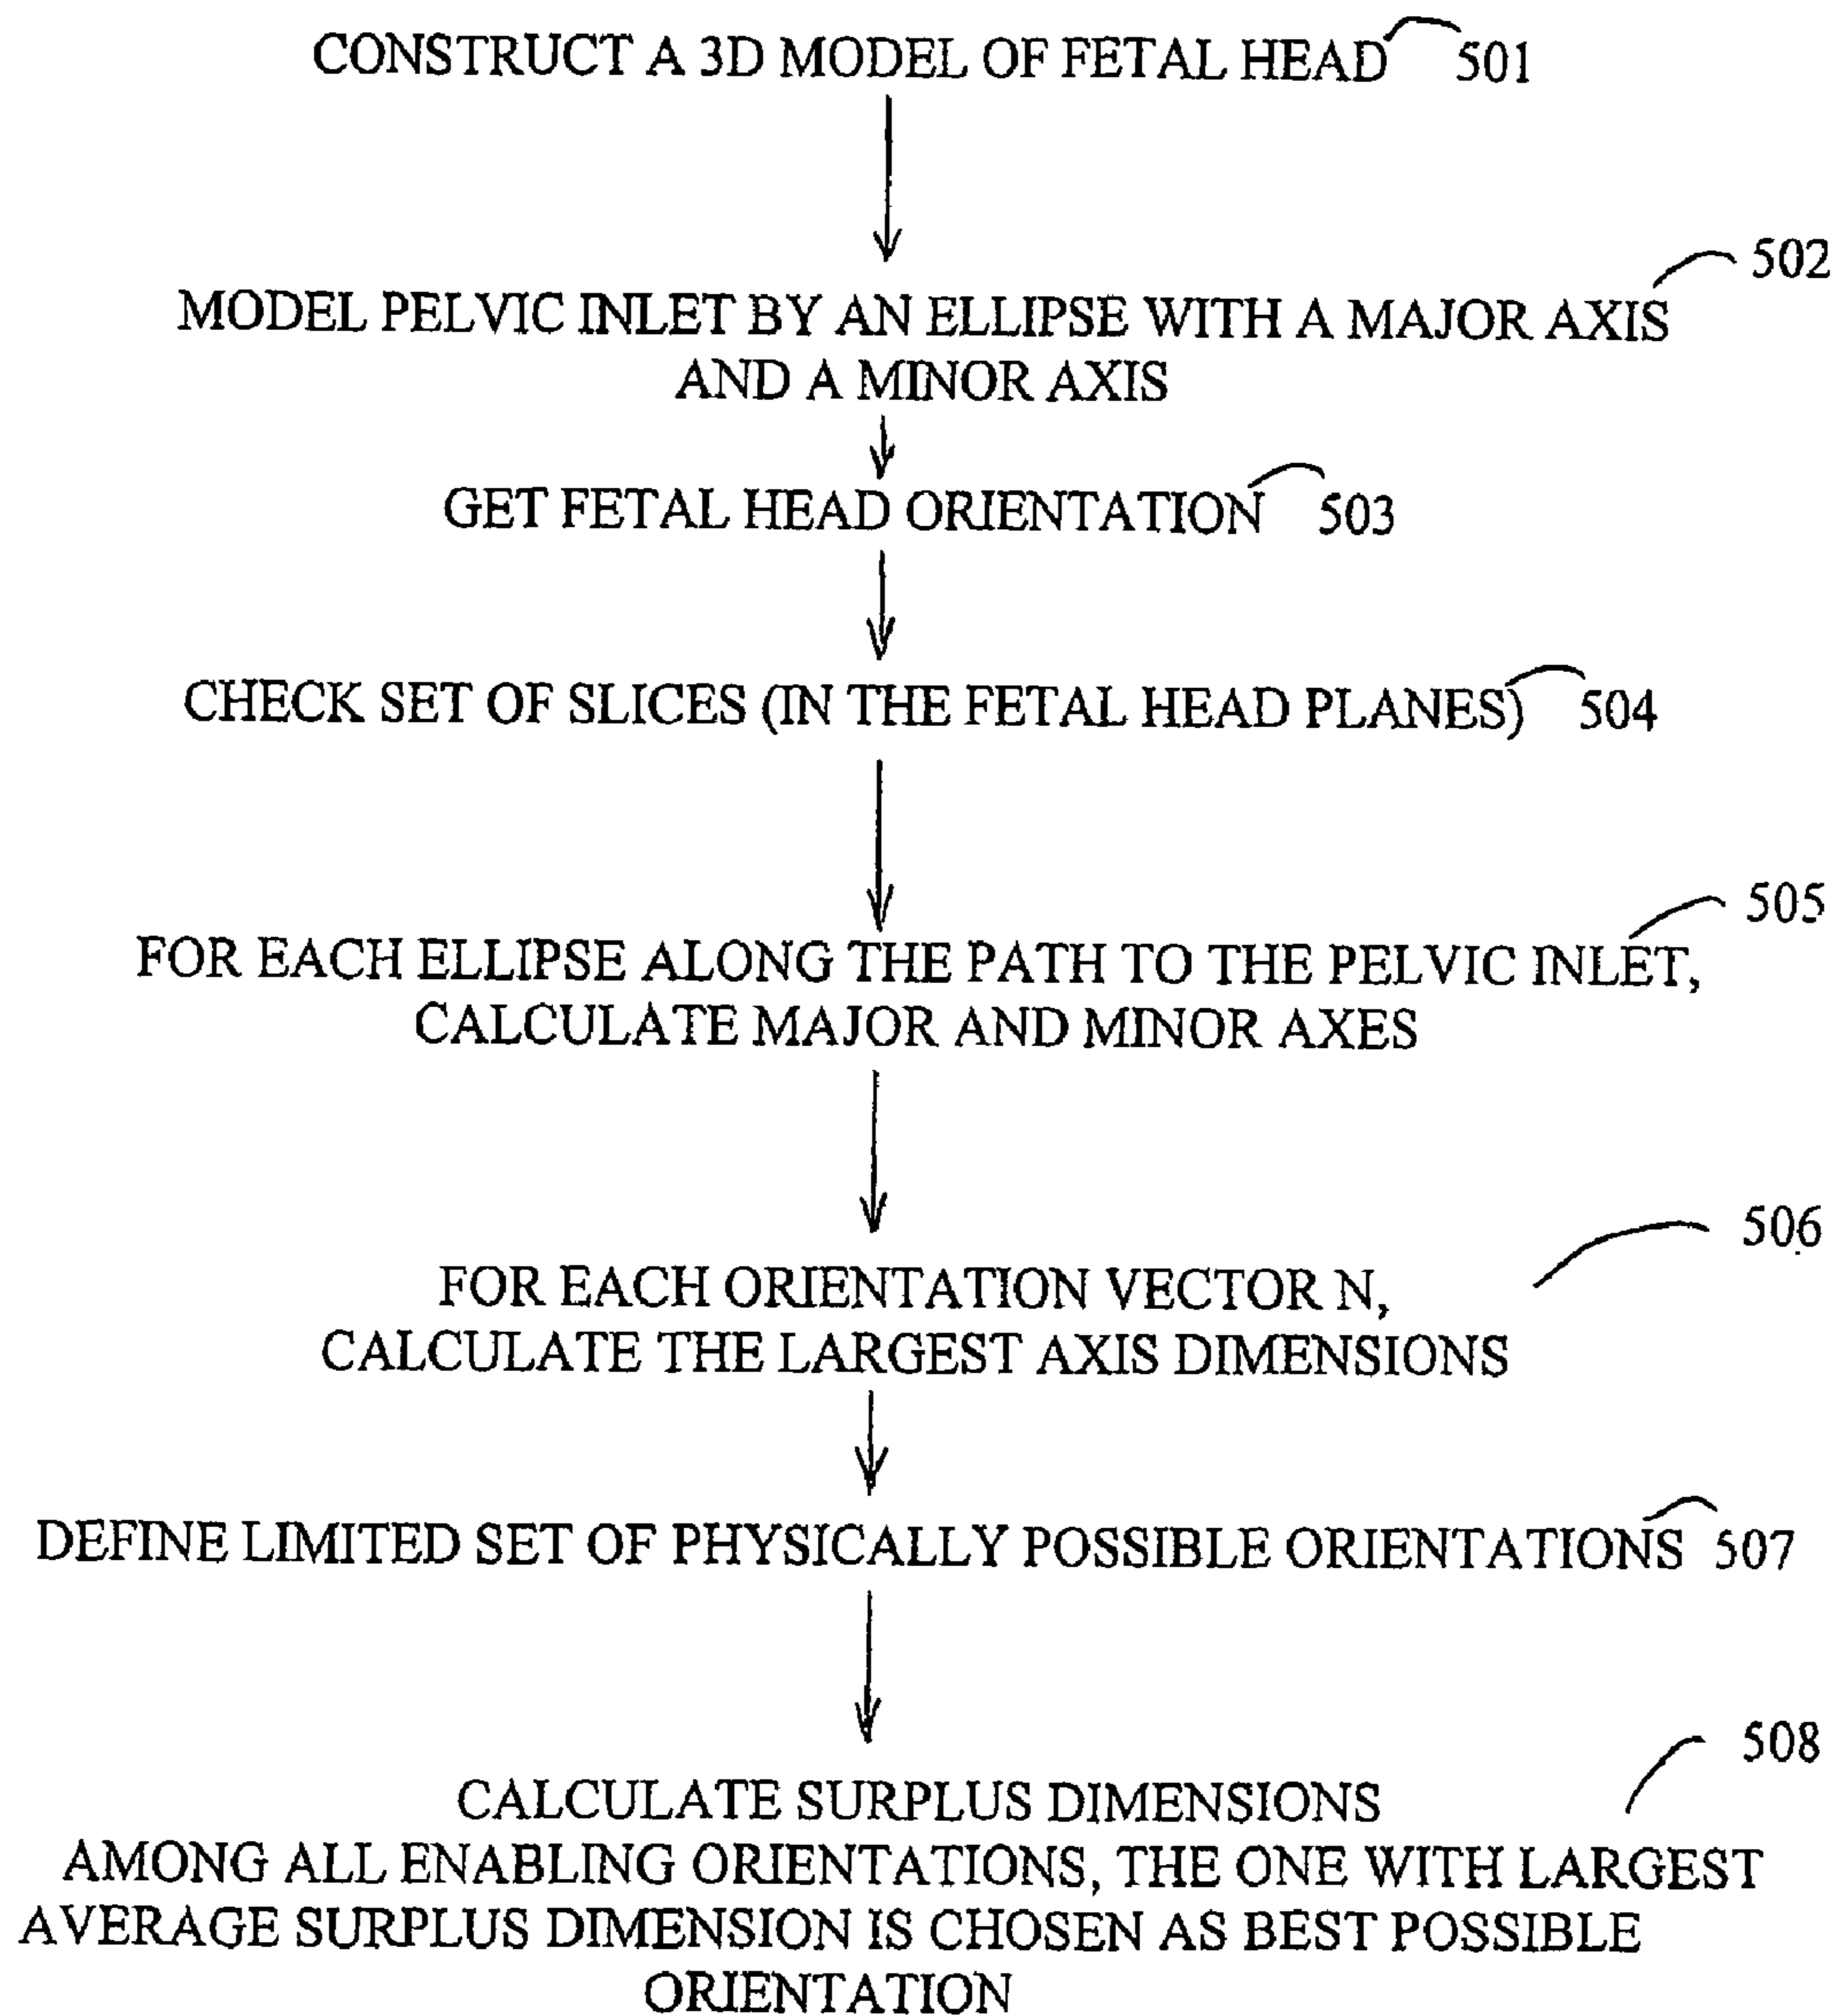 CONSTRUCT A 3D MODEL OF FETAL HEAD 501
502
MODEL PELVIC INLET BY AN ELLIPSE WITH A MAJOR AXIS
AND A MINOR AXIS
GET FETAL HEAD ORIENTATION 503
CHECK SET OF SLICES (IN THE FETAL HEAD PLANES) 504
505
FOR EACH ELLIPSE ALONG THE PATH TO THE PELVIC INLET,
CALCULATE MAJOR AND MINOR AXES
506
FOR EACH ORIENTATION VECTOR N,
CALCULATE THE LARGEST AXIS DIMENSIONS
DEFINE LIMITED SET OF PHYSICALLY POSSIBLE ORIENTATIONS 507
508
CALCULATE SURPLUS DIMENSIONS
AMONG ALL ENABLING ORIENTATIONS, THE ONE WITH LARGEST
AVERAGE SURPLUS DIMENSION IS CHOSEN AS BEST POSSIBLE
ORIENTATION